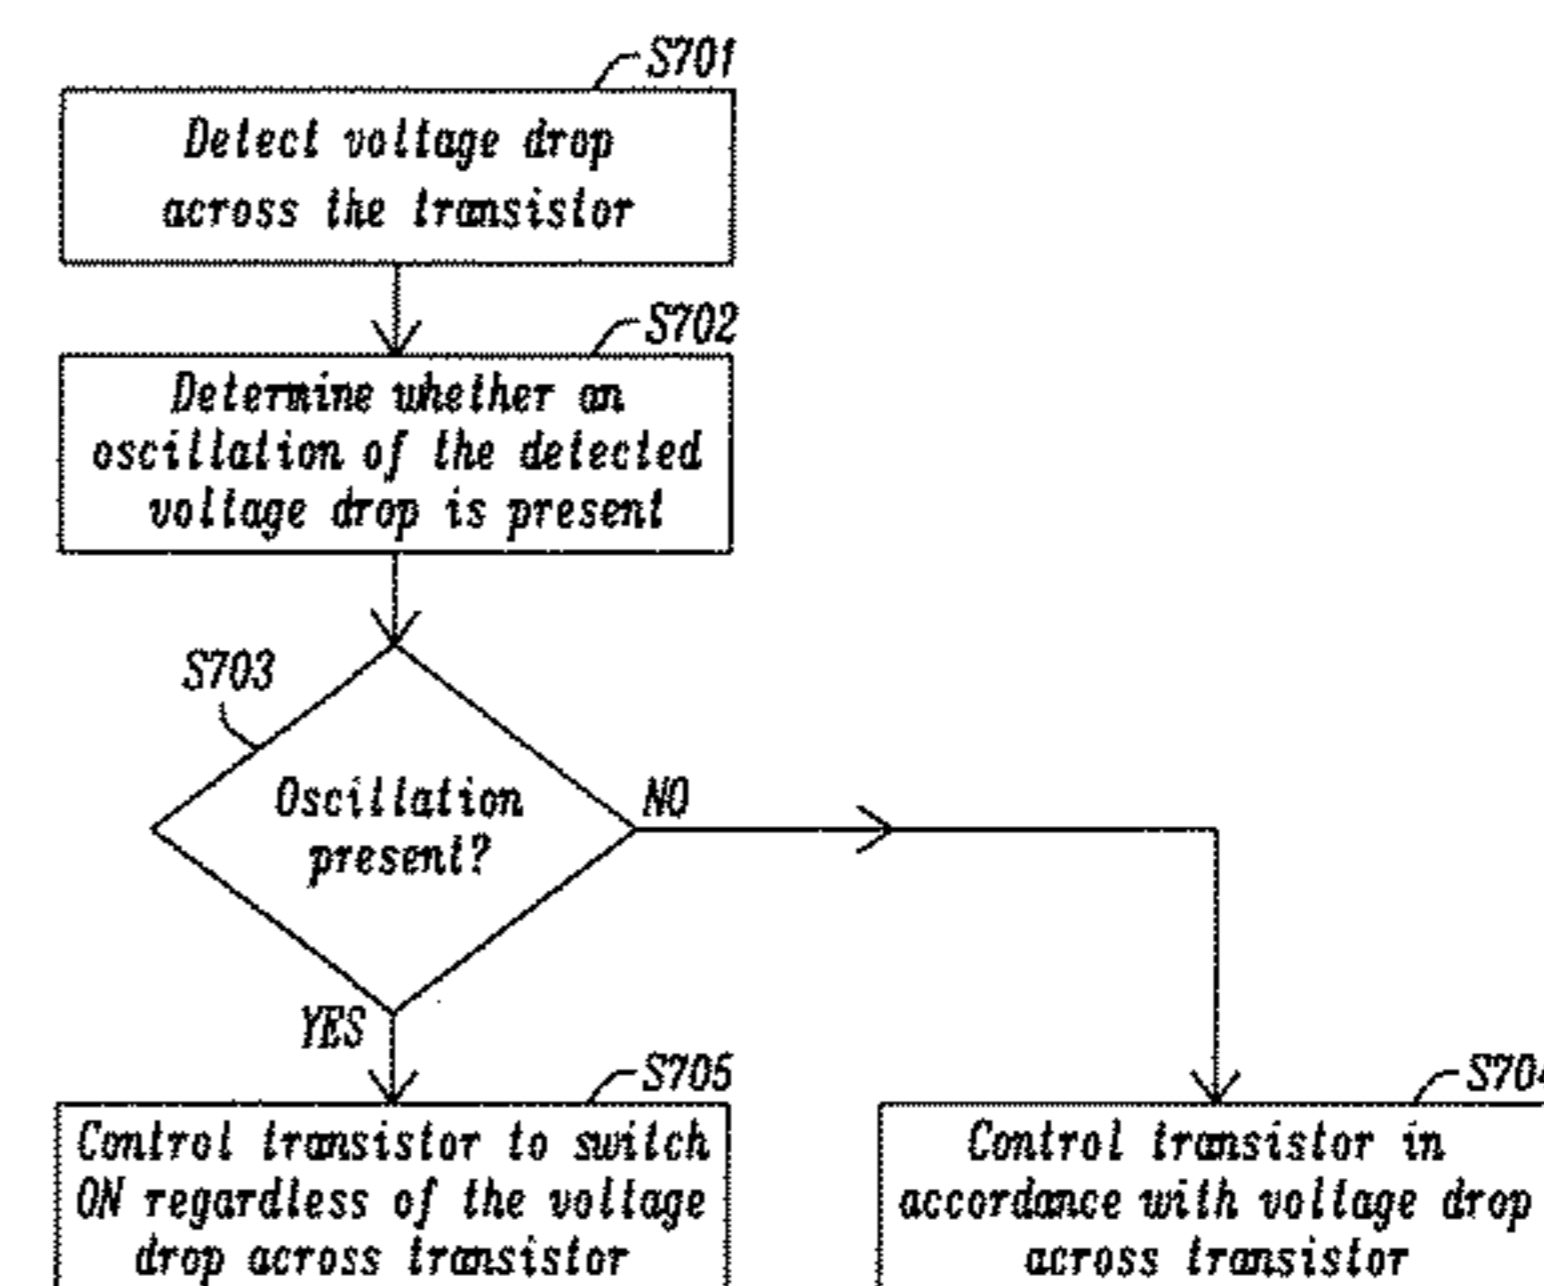 S701
Detect voltage drop
across the transistor
S702
Determine whether an
oscillation of the detected
voltage drop is present
S703
Oscillation
present?
NO
YES
S705
Control transistor to switch
ON regardless of the voltage
drop across transistor
S704
Control transistor in
accordance with voltage drop
across transistor